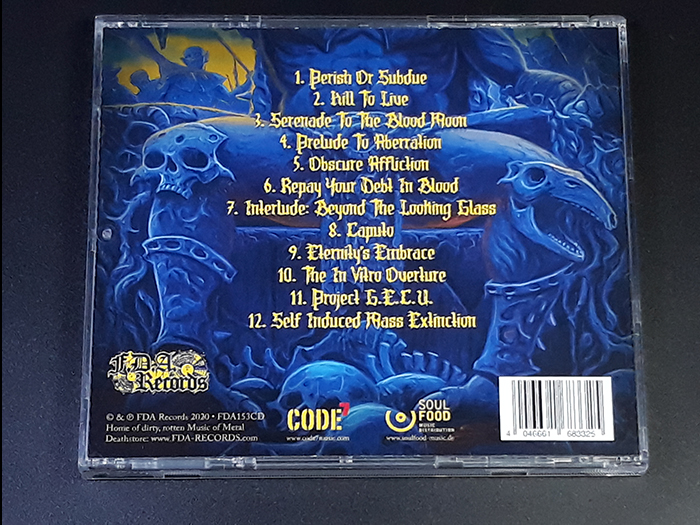 1. Perish Or Subdue
2. Kill To Live
3. Serenade To The Blood Moon
4. Prelude To Aberration
5. Obscure Affliction
6. Repay Your Debt In Blood
7. Interlude: Beyond The Looking Glass
8. Caputo
9. Eternity's Embrace
10. The In Vitro Overture
11. Project G.E.C.U.
12. Self Induced Mass Extinction
F.D.A. Records
© & ℗ FDA Records 2020 • FDA153CD
Home of dirty, rotten Music of Metal
Deathstore: www.FDA-RECORDS.com
CODE7
www.code7music.com
SOUL FOOD
MUSIC DISTRIBUTION
www.soulfood-music.de
4 046661 683325